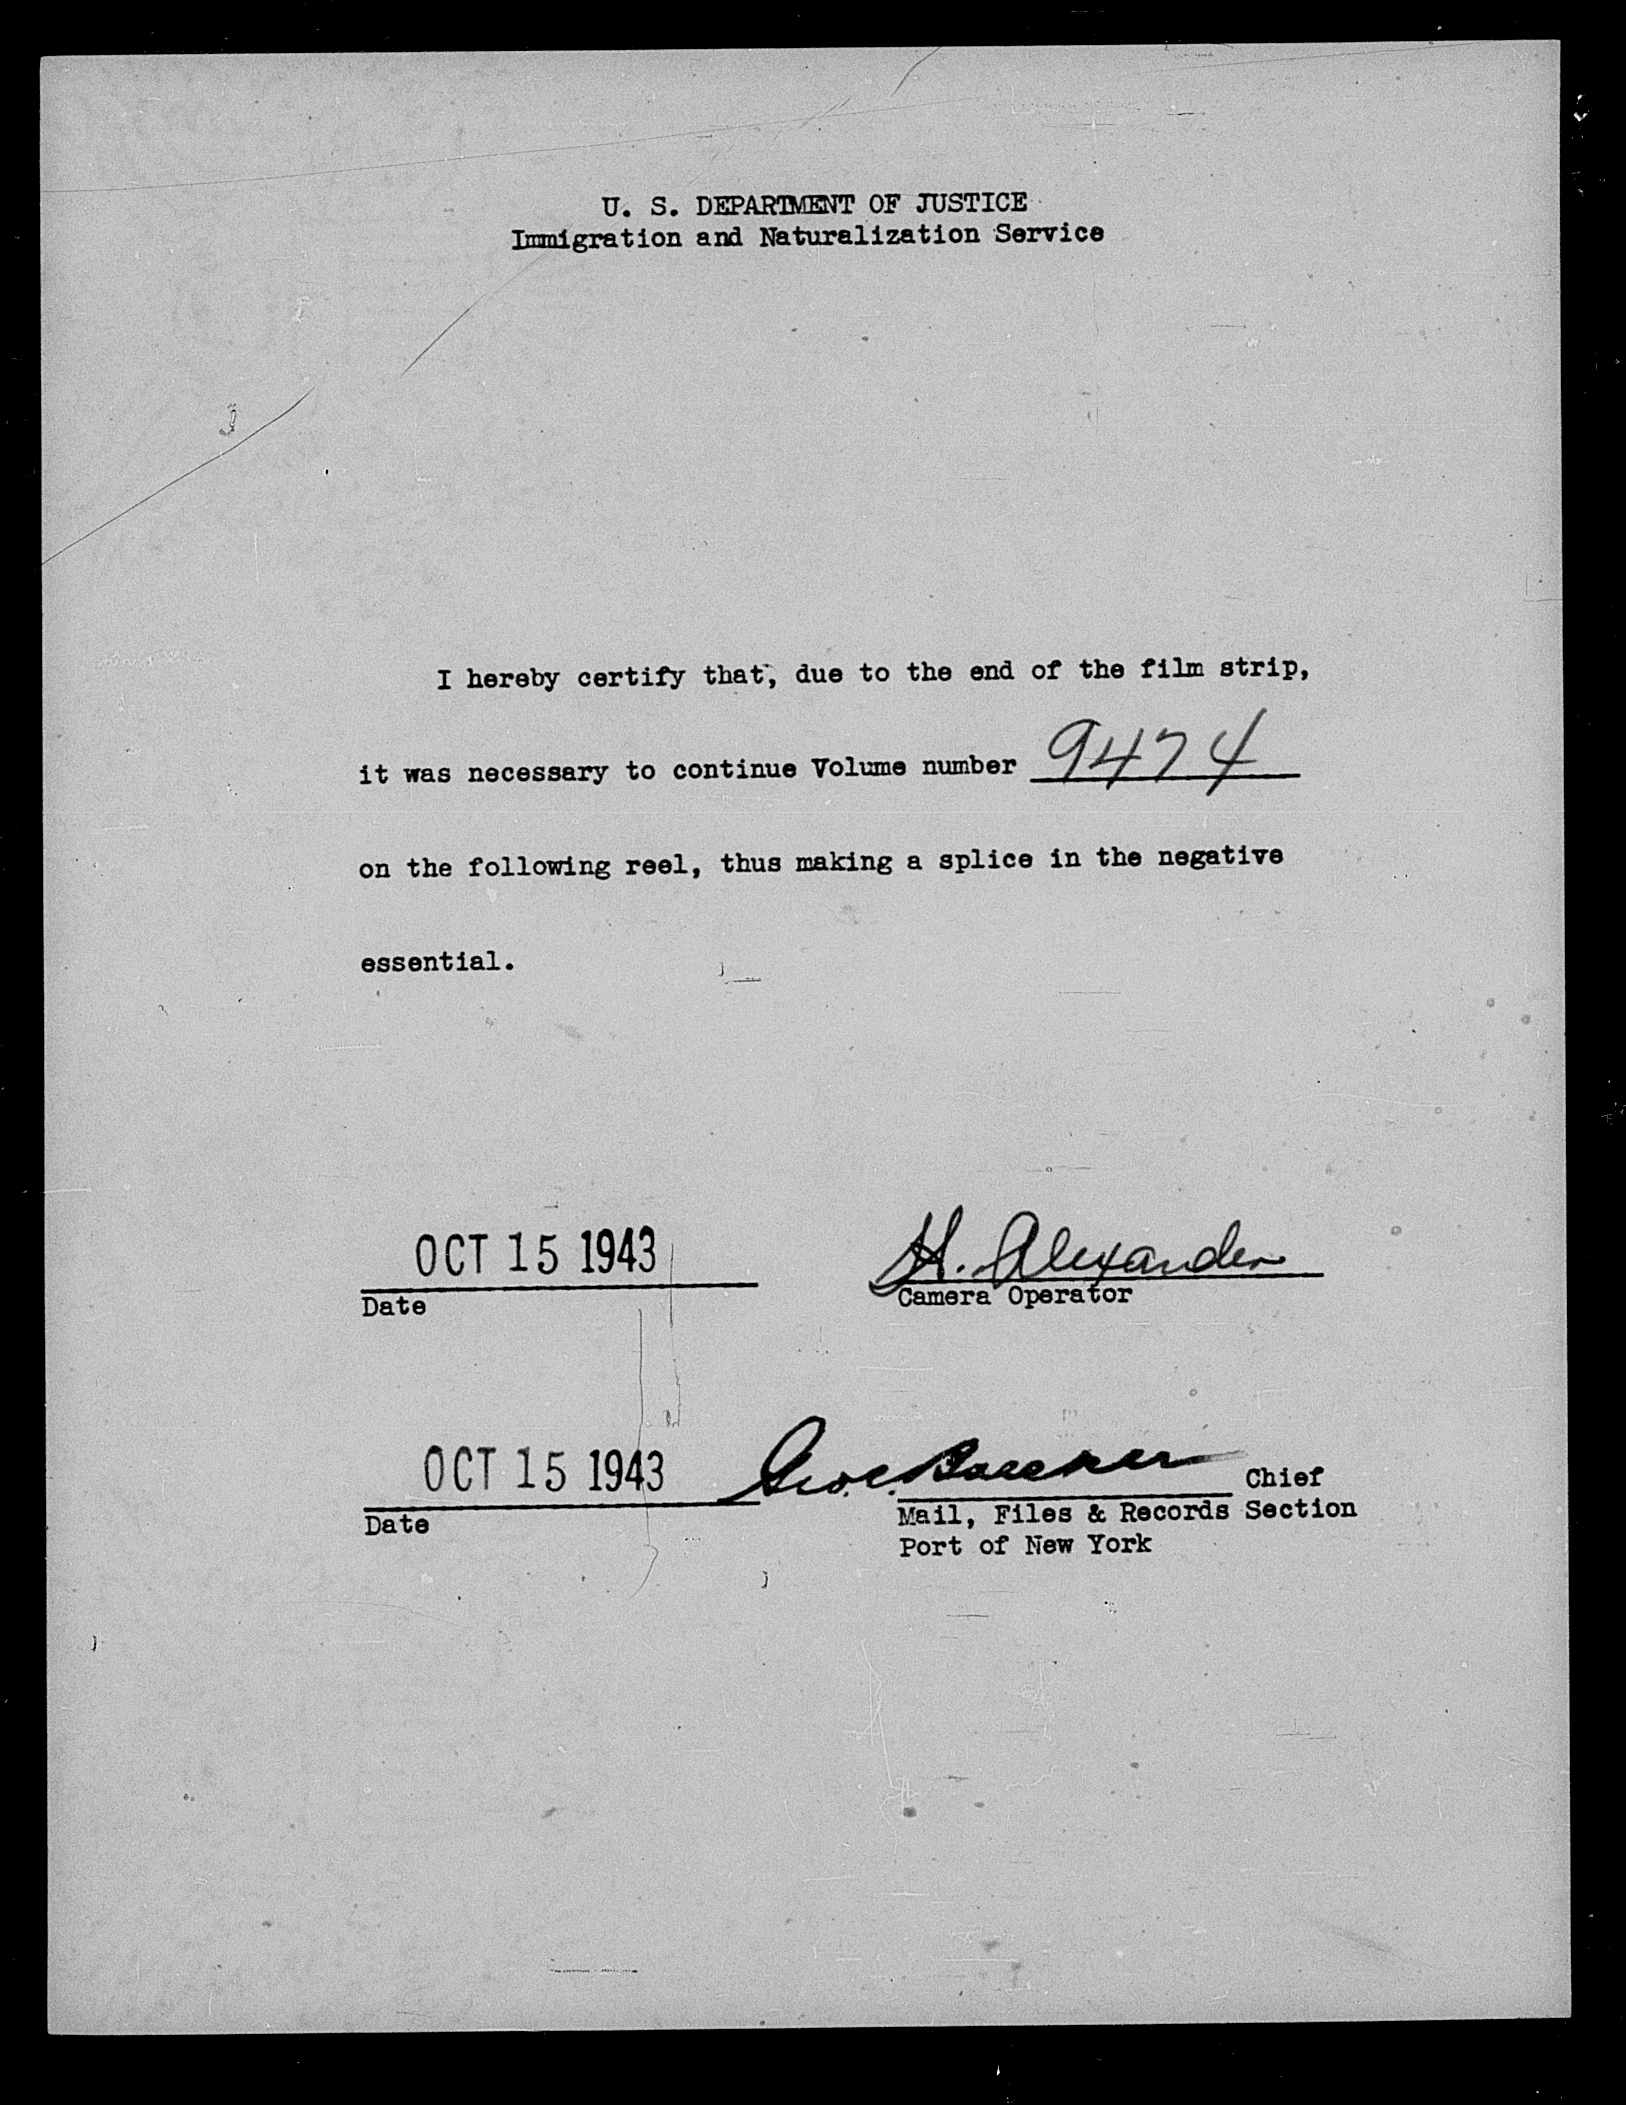 U. S. DEPARTMENT OF JUSTICE
Immigration and Naturalization Service
I hereby certify that, due to the end of the film strip,
it was necessary to continue Volume number 9474
on the following reel, thus making a splice in the negative
essential.
OCT 15 1943 H. Alexander
Date Camera Operator
OCT 15 1943 Geo. C. Chief
Date Mail, Files & Records Section
Port of New York